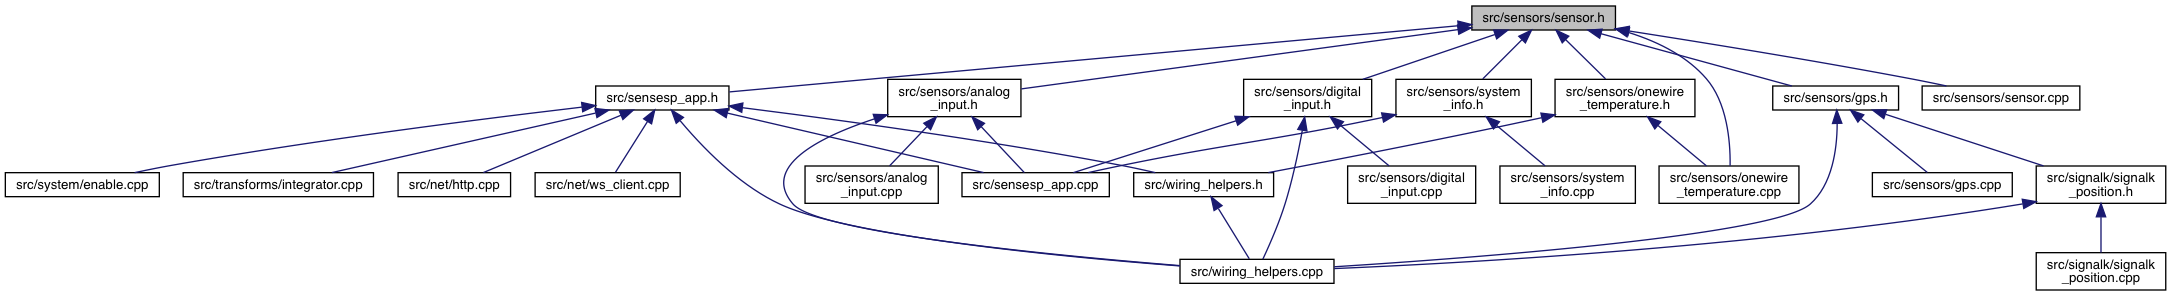 src/sensors/sensor.h
src/sensesp_app.h
src/sensors/analog
_input.h
src/sensors/digital
_input.h
src/sensors/system
_info.h
src/sensors/onewire
_temperature.h
src/sensors/gps.h
src/sensors/sensor.cpp
src/system/enable.cpp
src/transforms/integrator.cpp
src/net/http.cpp
src/net/ws_client.cpp
src/sensors/analog
_input.cpp
src/sensesp_app.cpp
src/wiring_helpers.h
src/sensors/digital
_input.cpp
src/sensors/system
_info.cpp
src/sensors/onewire
_temperature.cpp
src/sensors/gps.cpp
src/signalk/signalk
_position.h
src/wiring_helpers.cpp
src/signalk/signalk
_position.cpp